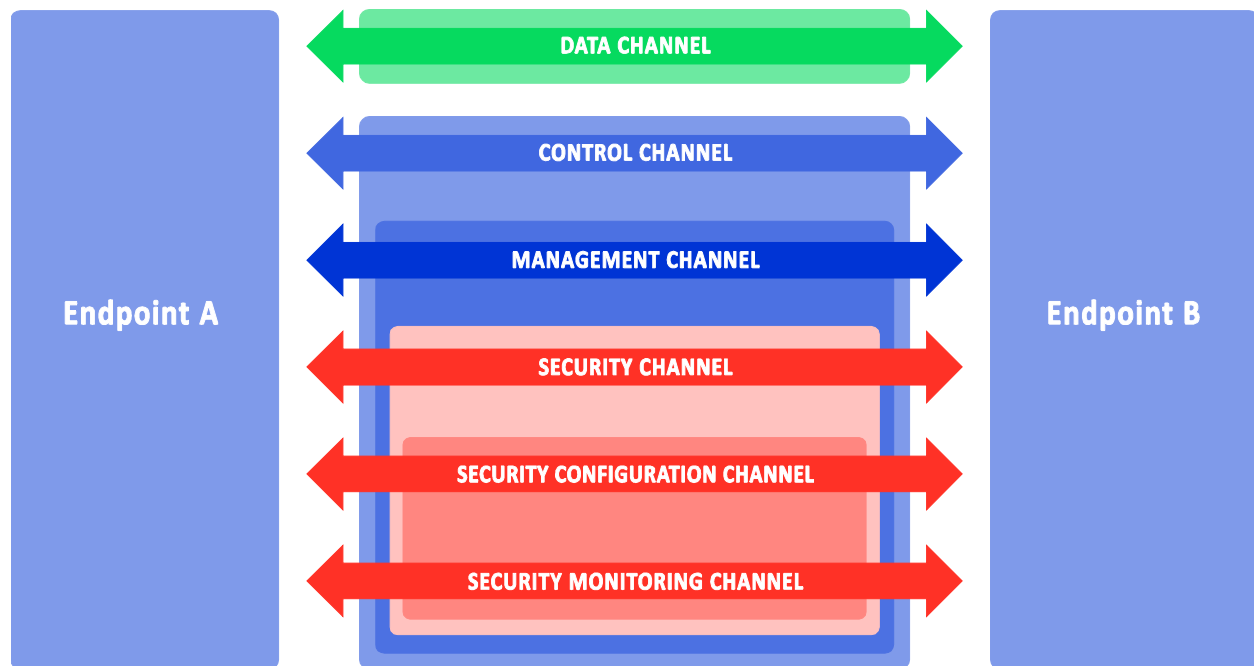 DATA CHANNEL
CONTROL CHANNEL
MANAGEMENT CHANNEL
Endpoint A
Endpoint B
SECURITY CHANNEL
SECURITY CONFIGURATION CHANNEL
SECURITY MONITORING CHANNEL